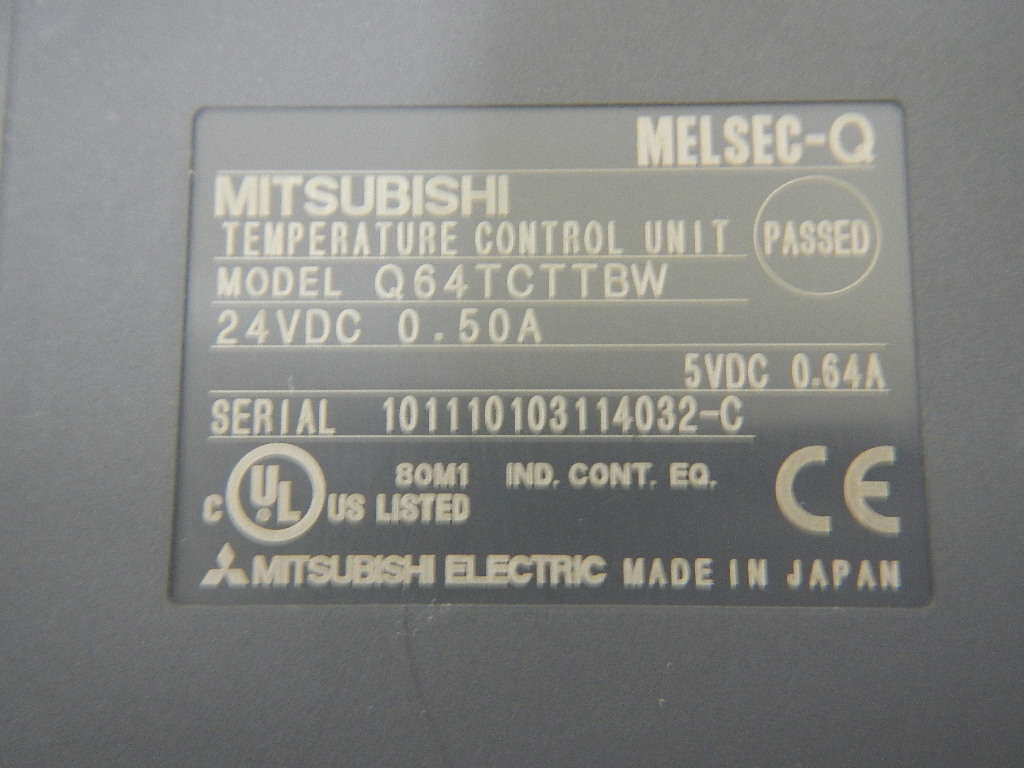 MELSEC-Q
MITSUBISHI
TEMPERATURE CONTROL UNIT
PASSED
MODEL Q64TCTTBW
24VDC 0.50A
5VDC 0.64A
SERIAL 101110103114032-C
C UL US LISTED
80M1 IND. CONT. EQ.
CE
MITSUBISHI ELECTRIC MADE IN JAPAN